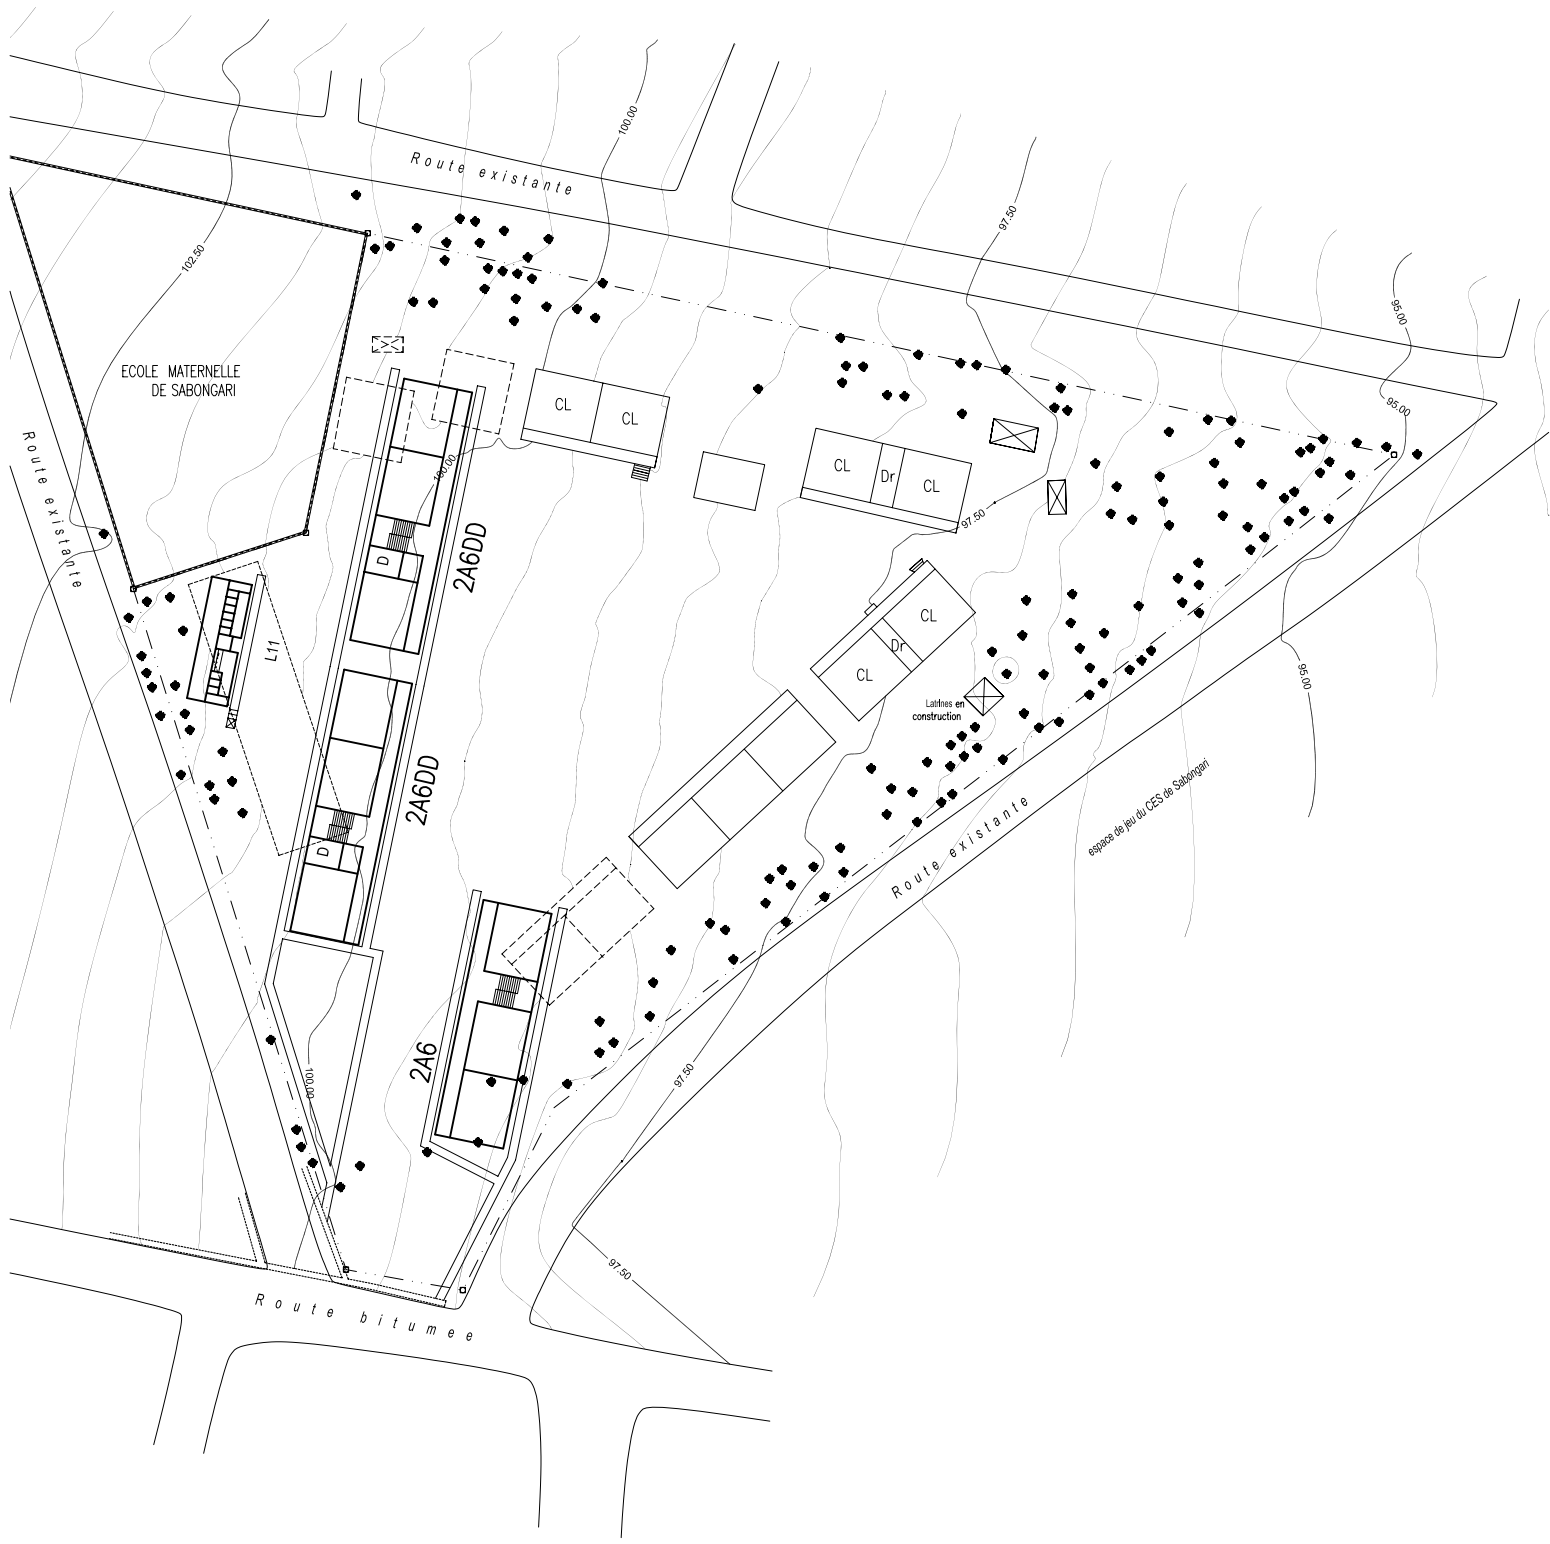 100.00
Route existante
97.50
102.50
95.00
ECOLE MATERNELLE
DE SABONGARI
CL
CL
95.00
Route existante
100.00
CL
Dr
CL
97.50
2A6DD
D
CL
Dr
CL
L11
95.00
Latrines en
construction
2A6DD
D
espace de jeu du CES de Sabongari
Route existante
2A6
100.00
97.50
97.50
Route bitumee